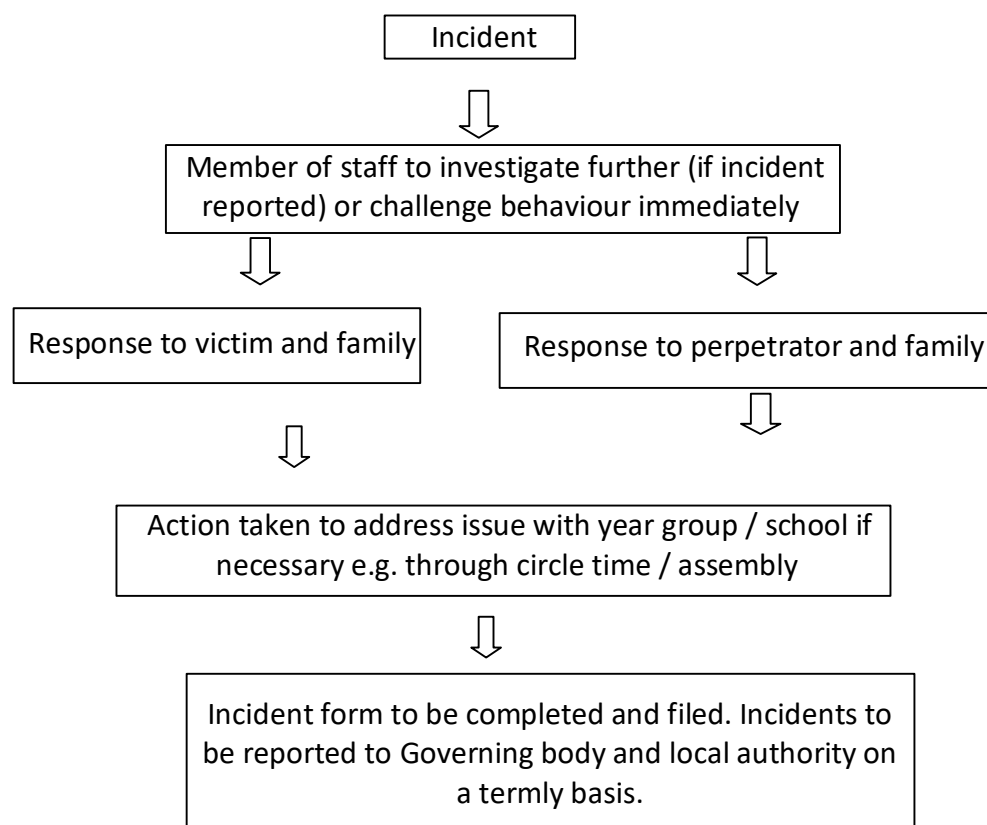 Incident
Member of staff to investigate further (if incident
reported) or challenge behaviour immediately
Response to victim and family
Response to perpetrator and family
Action taken to address issue with year group / school if
necessary e.g. through circle time / assembly
Incident form to be completed and filed. Incidents to
be reported to Governing body and local authority on
a termly basis.